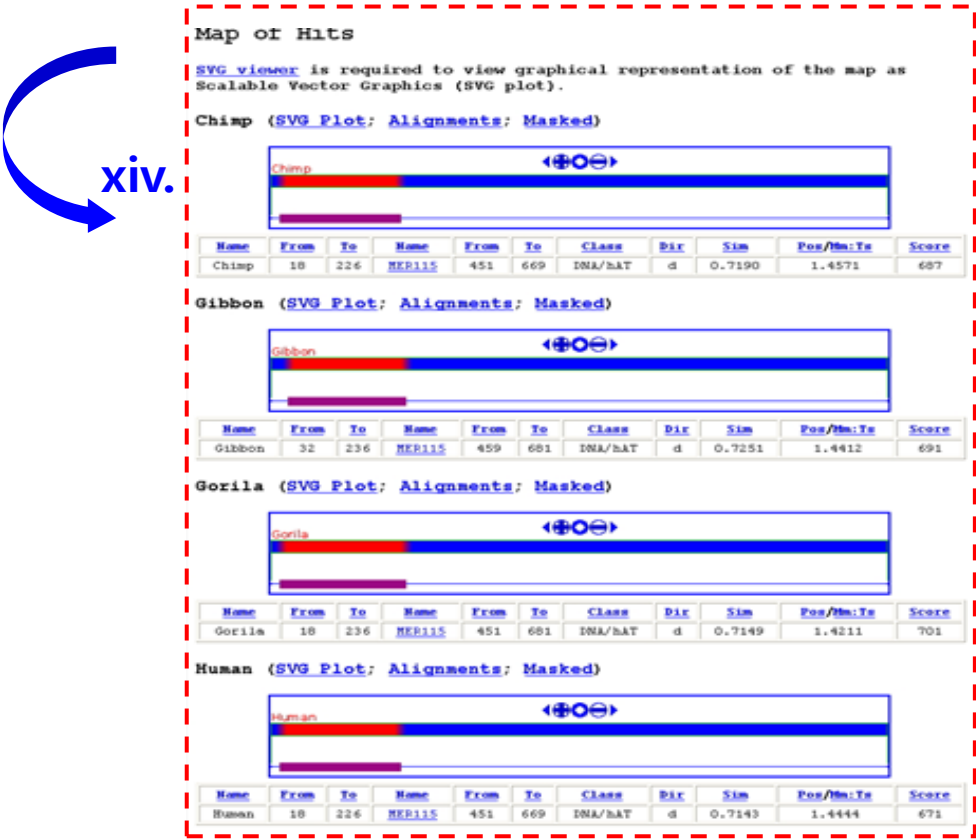 Map of Hits
SVG viewer is required to view graphical representation of the map as
Scalable Vector Graphics (SVG plot).
xiv.
Chimp (SVG Plot; Alignments; Masked)
Chimp
Name From To Name From To Class Dir Sim Pos/Mm:Ts Score
Chimp 18 226 MER115 451 669 DNA/hAT d 0.7190 1.4571 687
Gibbon (SVG Plot; Alignments; Masked)
Gibbon
Name From To Name From To Class Dir Sim Pos/Mm:Ts Score
Gibbon 32 236 MER115 459 681 DNA/hAT d 0.7251 1.4412 691
Gorila (SVG Plot; Alignments; Masked)
Gorila
Name From To Name From To Class Dir Sim Pos/Mm:Ts Score
Gorila 18 236 MER115 451 681 DNA/hAT d 0.7149 1.4211 701
Human (SVG Plot; Alignments; Masked)
Human
Name From To Name From To Class Dir Sim Pos/Mm:Ts Score
Human 18 226 MER115 451 669 DNA/hAT d 0.7143 1.4444 671